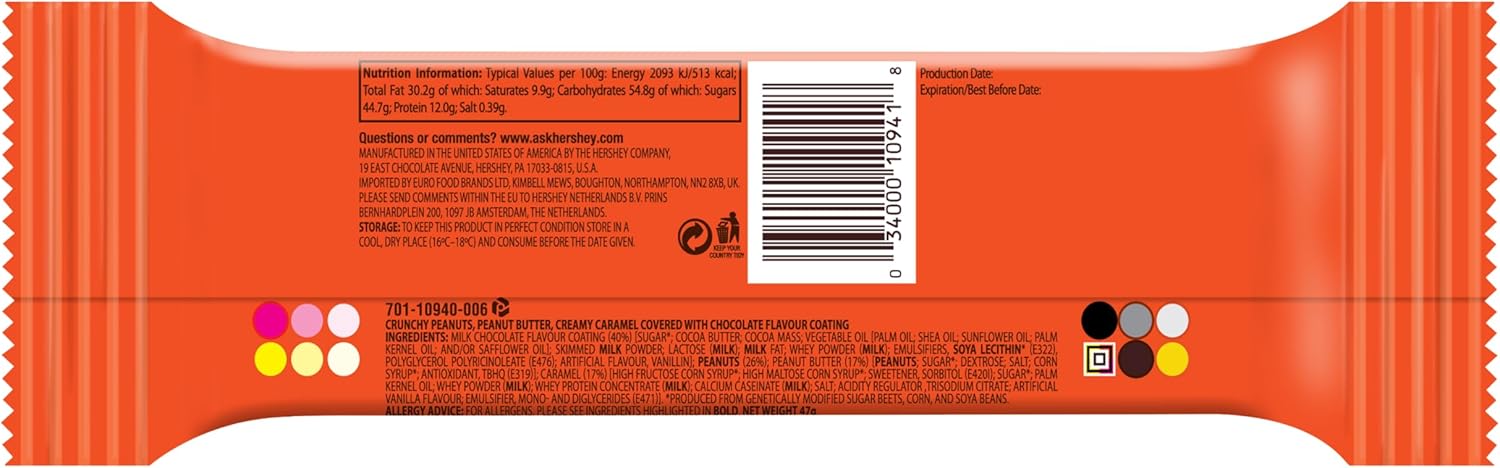 Nutrition Information: Typical Values per 100g: Energy 2093 kJ/513 kcal;
Total Fat 30.2g of which: Saturates 9.9g; Carbohydrates 54.8g of which: Sugars
44.7g; Protein 12.0g; Salt 0.39g.
Questions or comments? www.askhershey.com
MANUFACTURED IN THE UNITED STATES OF AMERICA BY THE HERSHEY COMPANY,
19 EAST CHOCOLATE AVENUE, HERSHEY, PA 17033-0815, U.S.A.
IMPORTED BY EURO FOOD BRANDS LTD, KIMBELL MEWS, BOUGHTON, NORTHAMPTON, NN2 8XB, UK.
PLEASE SEND COMMENTS WITHIN THE EU TO HERSHEY NETHERLANDS B.V. PRINS
BERNHARDPLEIN 200, 1097 JB AMSTERDAM, THE NETHERLANDS.
STORAGE: TO KEEP THIS PRODUCT IN PERFECT CONDITION STORE IN A
COOL, DRY PLACE (16ºC–18ºC) AND CONSUME BEFORE THE DATE GIVEN.
KEEP YOUR
COUNTRY TIDY
0 34000 10941 8
Production Date:
Expiration/Best Before Date:
701-10940-006
CRUNCHY PEANUTS, PEANUT BUTTER, CREAMY CARAMEL COVERED WITH CHOCOLATE FLAVOUR COATING
INGREDIENTS: MILK CHOCOLATE FLAVOUR COATING (40%) [SUGAR*; COCOA BUTTER; COCOA MASS; VEGETABLE OIL [PALM OIL; SHEA OIL; SUNFLOWER OIL; PALM
KERNEL OIL; AND/OR SAFFLOWER OIL]; SKIMMED MILK POWDER; LACTOSE (MILK); MILK FAT; WHEY POWDER (MILK); EMULSIFIERS, SOYA LECITHIN* (E322),
POLYGLYCEROL POLYRICINOLEATE (E476); ARTIFICIAL FLAVOUR, VANILLIN]; PEANUTS (26%); PEANUT BUTTER (17%) [PEANUTS; SUGAR*; DEXTROSE; SALT; CORN
SYRUP*; ANTIOXIDANT, TBHQ (E319)]; CARAMEL (17%) [HIGH FRUCTOSE CORN SYRUP*; HIGH MALTOSE CORN SYRUP*; SWEETENER, SORBITOL (E420I); SUGAR*; PALM
KERNEL OIL; WHEY POWDER (MILK); WHEY PROTEIN CONCENTRATE (MILK); CALCIUM CASEINATE (MILK); SALT; ACIDITY REGULATOR ,TRISODIUM CITRATE; ARTIFICIAL
VANILLA FLAVOUR; EMULSIFIER, MONO- AND DIGLYCERIDES (E471)]. *PRODUCED FROM GENETICALLY MODIFIED SUGAR BEETS, CORN, AND SOYA BEANS.
ALLERGY ADVICE: FOR ALLERGENS, PLEASE SEE INGREDIENTS HIGHLIGHTED IN BOLD. NET WEIGHT 47g